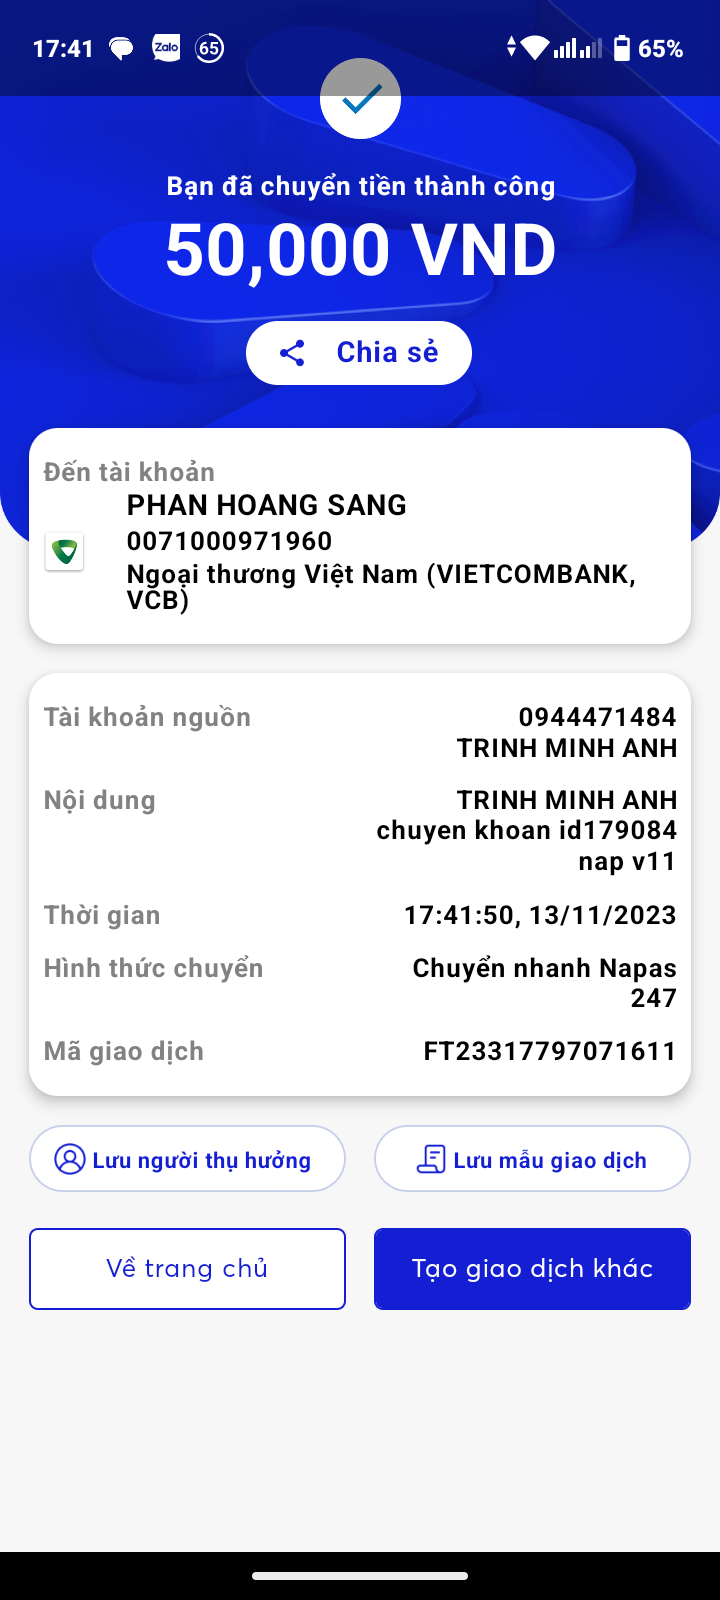 17:41 Zalo 65 65%
Bạn đã chuyển tiền thành công
50,000 VND
Chia sẻ
Đến tài khoản
PHAN HOANG SANG
0071000971960
Ngoại thương Việt Nam (VIETCOMBANK,
VCB)
Tài khoản nguồn 0944471484
TRINH MINH ANH
Nội dung TRINH MINH ANH
chuyen khoan id179084
nap v11
Thời gian 17:41:50, 13/11/2023
Hình thức chuyển Chuyển nhanh Napas
247
Mã giao dịch FT23317797071611
Lưu người thụ hưởng Lưu mẫu giao dịch
Về trang chủ Tạo giao dịch khác